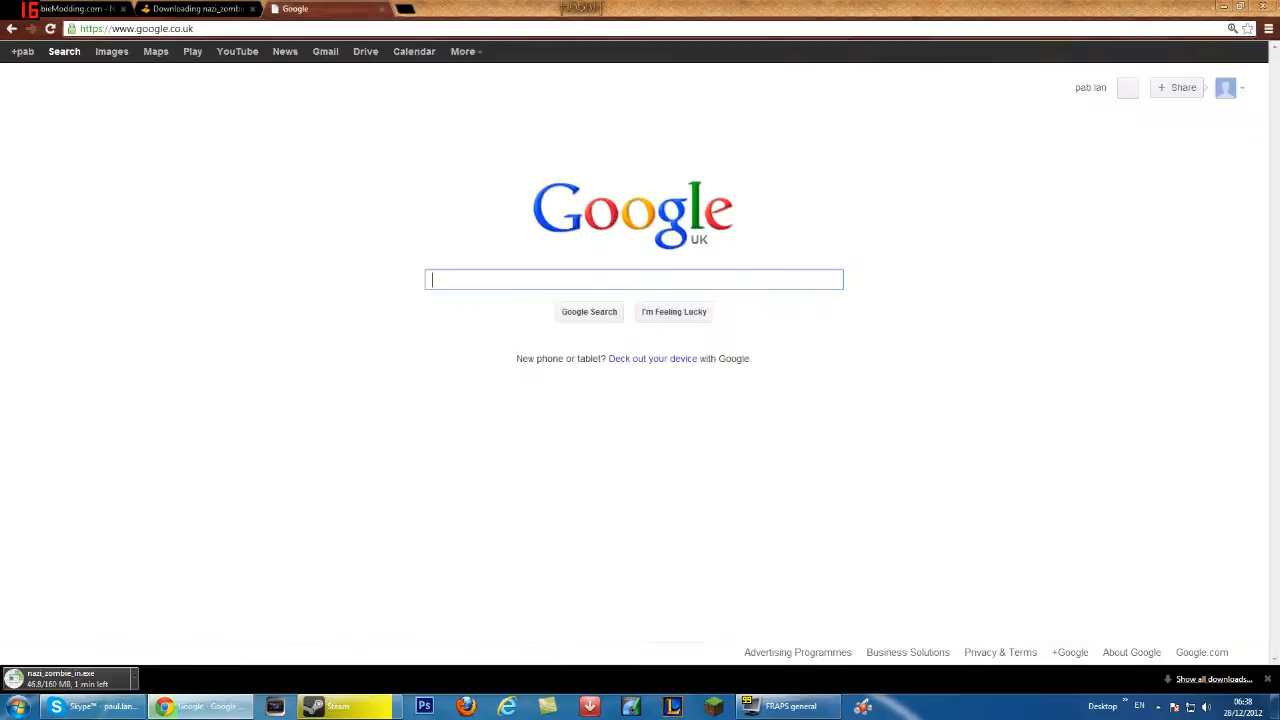 16
bieModding.com - N
Downloading nazi_zomb
Google
https://www.google.co.uk
+pab Search Images Maps Play YouTube News Gmail Drive Calendar More
pab lan
+ Share
Google
UK
Google Search
I'm Feeling Lucky
New phone or tablet? Deck out your device with Google.
Advertising Programmes Business Solutions Privacy & Terms +Google About Google Google.com
nazi_zombie_in.exe
46.8/160 MB, 1 min left
Show all downloads...
Skype™ - paul.lan...
Google - Google...
Steam
Ps
99
FRAPS general
Desktop
EN
06:38
28/12/2012